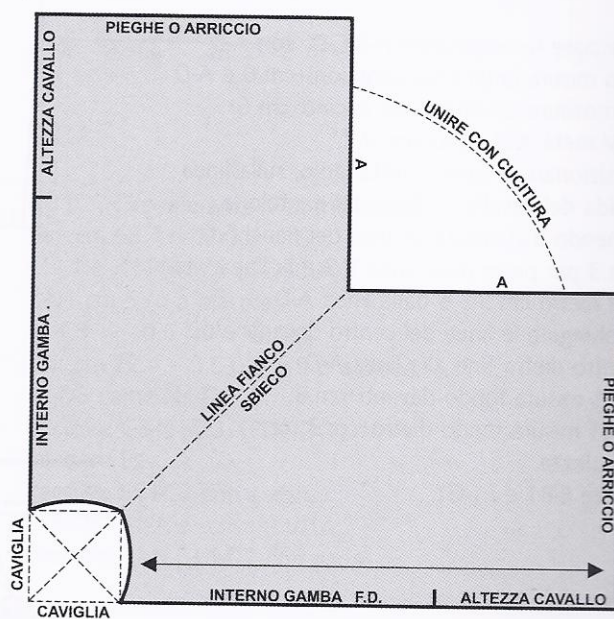 PIEGHE O ARRICCIO
ALTEZZA CAVALLO
UNIRE CON CUCITURA
A
A
INTERNO GAMBA .
LINEA FIANCO
SBIECO
PIEGHE O ARRICCIO
CAVIGLIA
CAVIGLIA
INTERNO GAMBA F.D.
ALTEZZA CAVALLO